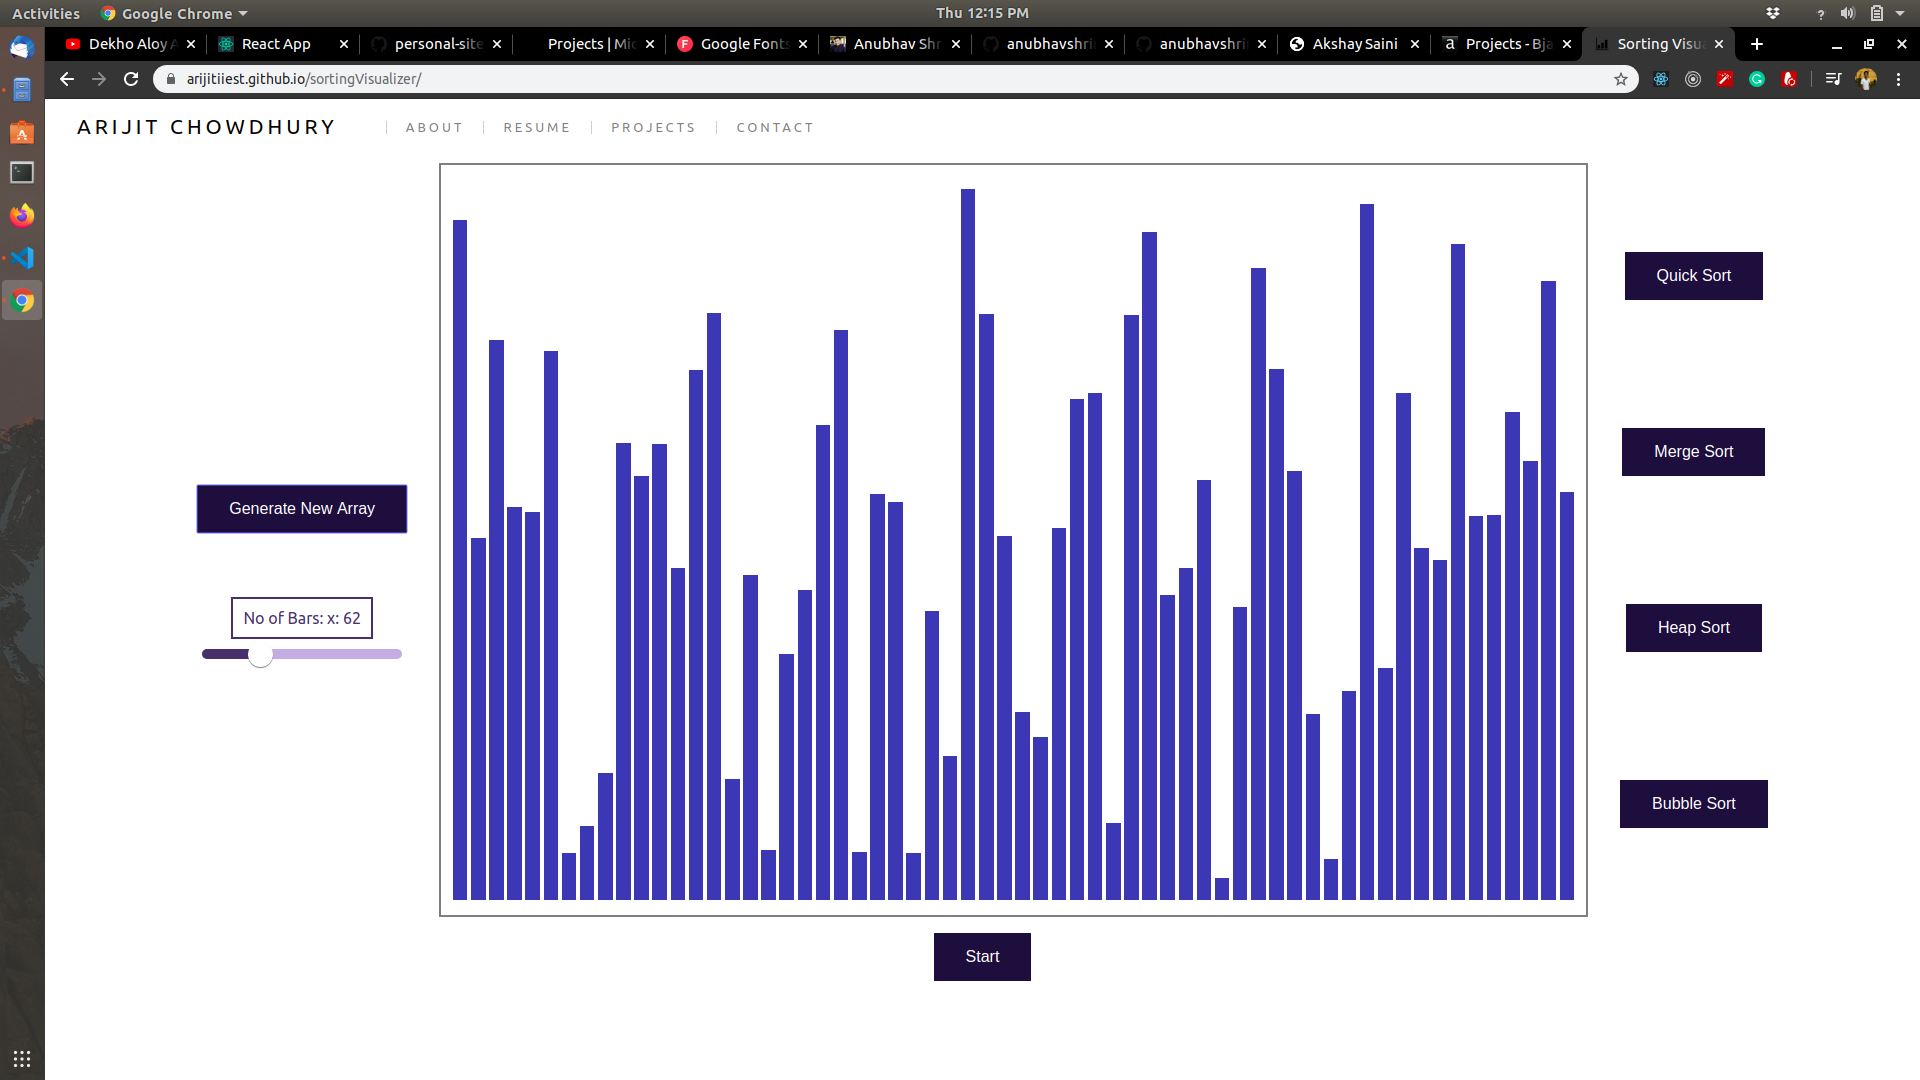 Activities Google Chrome Thu 12:15 PM ?
Dekho Aloy A React App personal-site Projects | Mic Google Fonts Anubhav Shr anubhavshri anubhavshri Akshay Saini Projects - Bja Sorting Visua
arijitiiest.github.io/sortingVisualizer/
ARIJIT CHOWDHURY ABOUT RESUME PROJECTS CONTACT
Quick Sort
Merge Sort
Generate New Array
No of Bars: x: 62
Heap Sort
Bubble Sort
Start